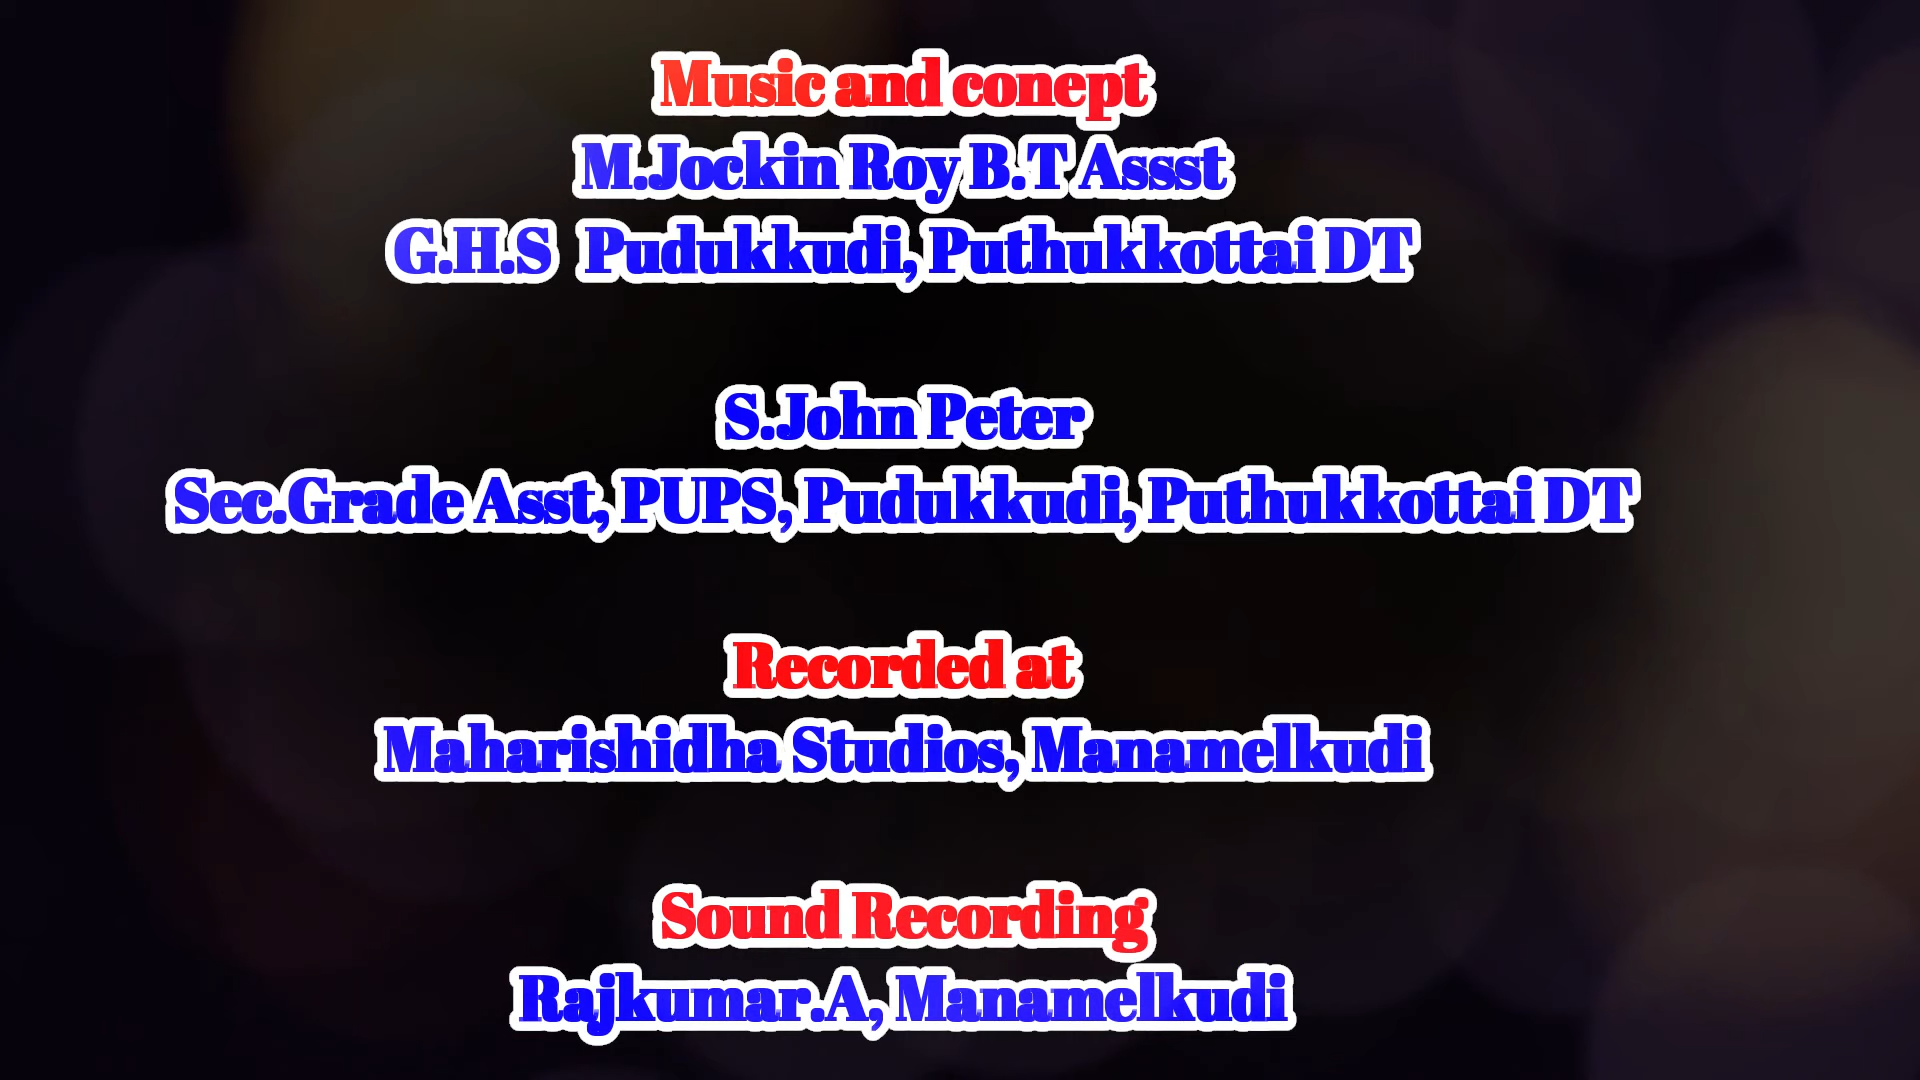 Music and conept
M.Jockin Roy B.T Assst
G.H.S Pudukkudi, Puthukkottai DT
S.John Peter
Sec.Grade Asst, PUPS, Pudukkudi, Puthukkottai DT
Recorded at
Maharishidha Studios, Manamelkudi
Sound Recording
Rajkumar.A, Manamelkudi